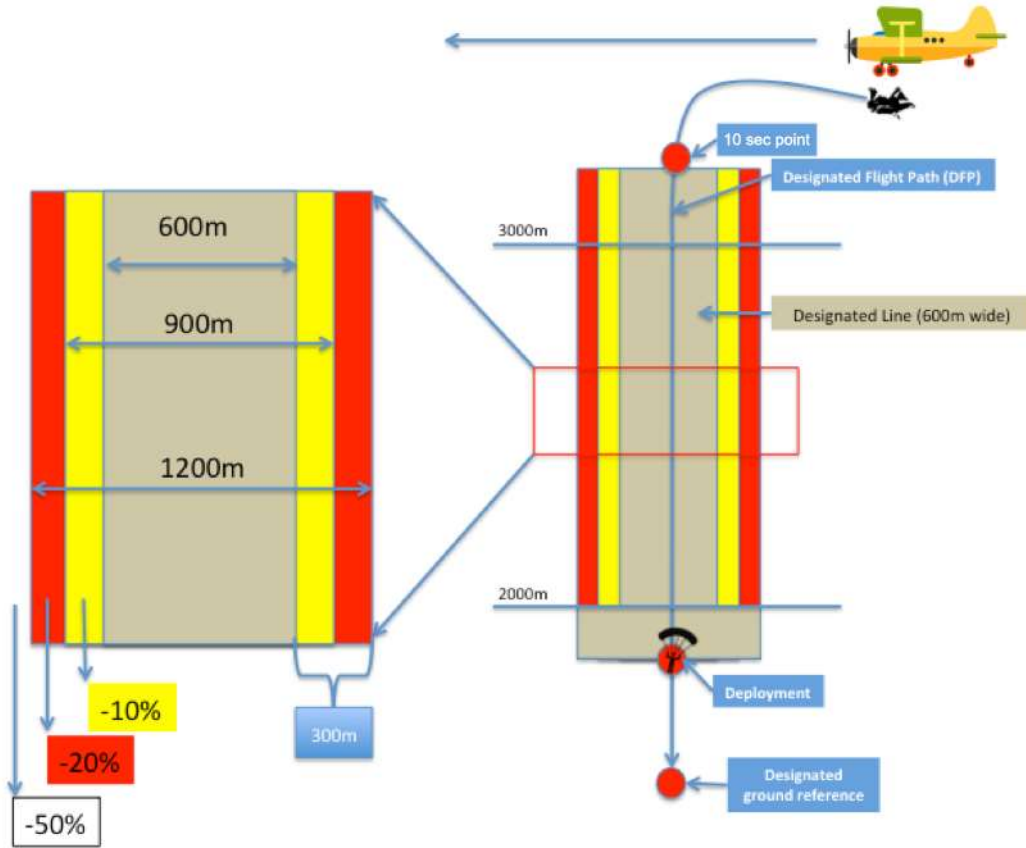 10 sec point
Designated Flight Path (DFP)
600m
3000m
900m
Designated Line (600m wide)
1200m
2000m
-10%
Deployment
300m
-20%
Designated
ground reference
-50%